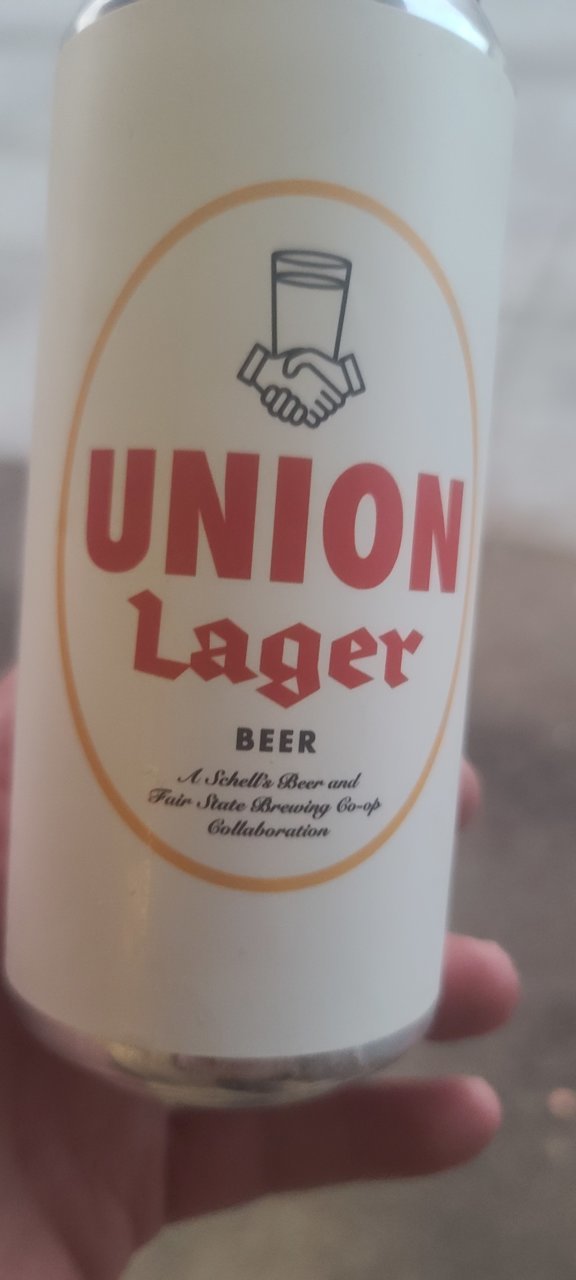 UNION
Lager
BEER
A Schell's Beer and
Fair State Brewing Co-op
Collaboration